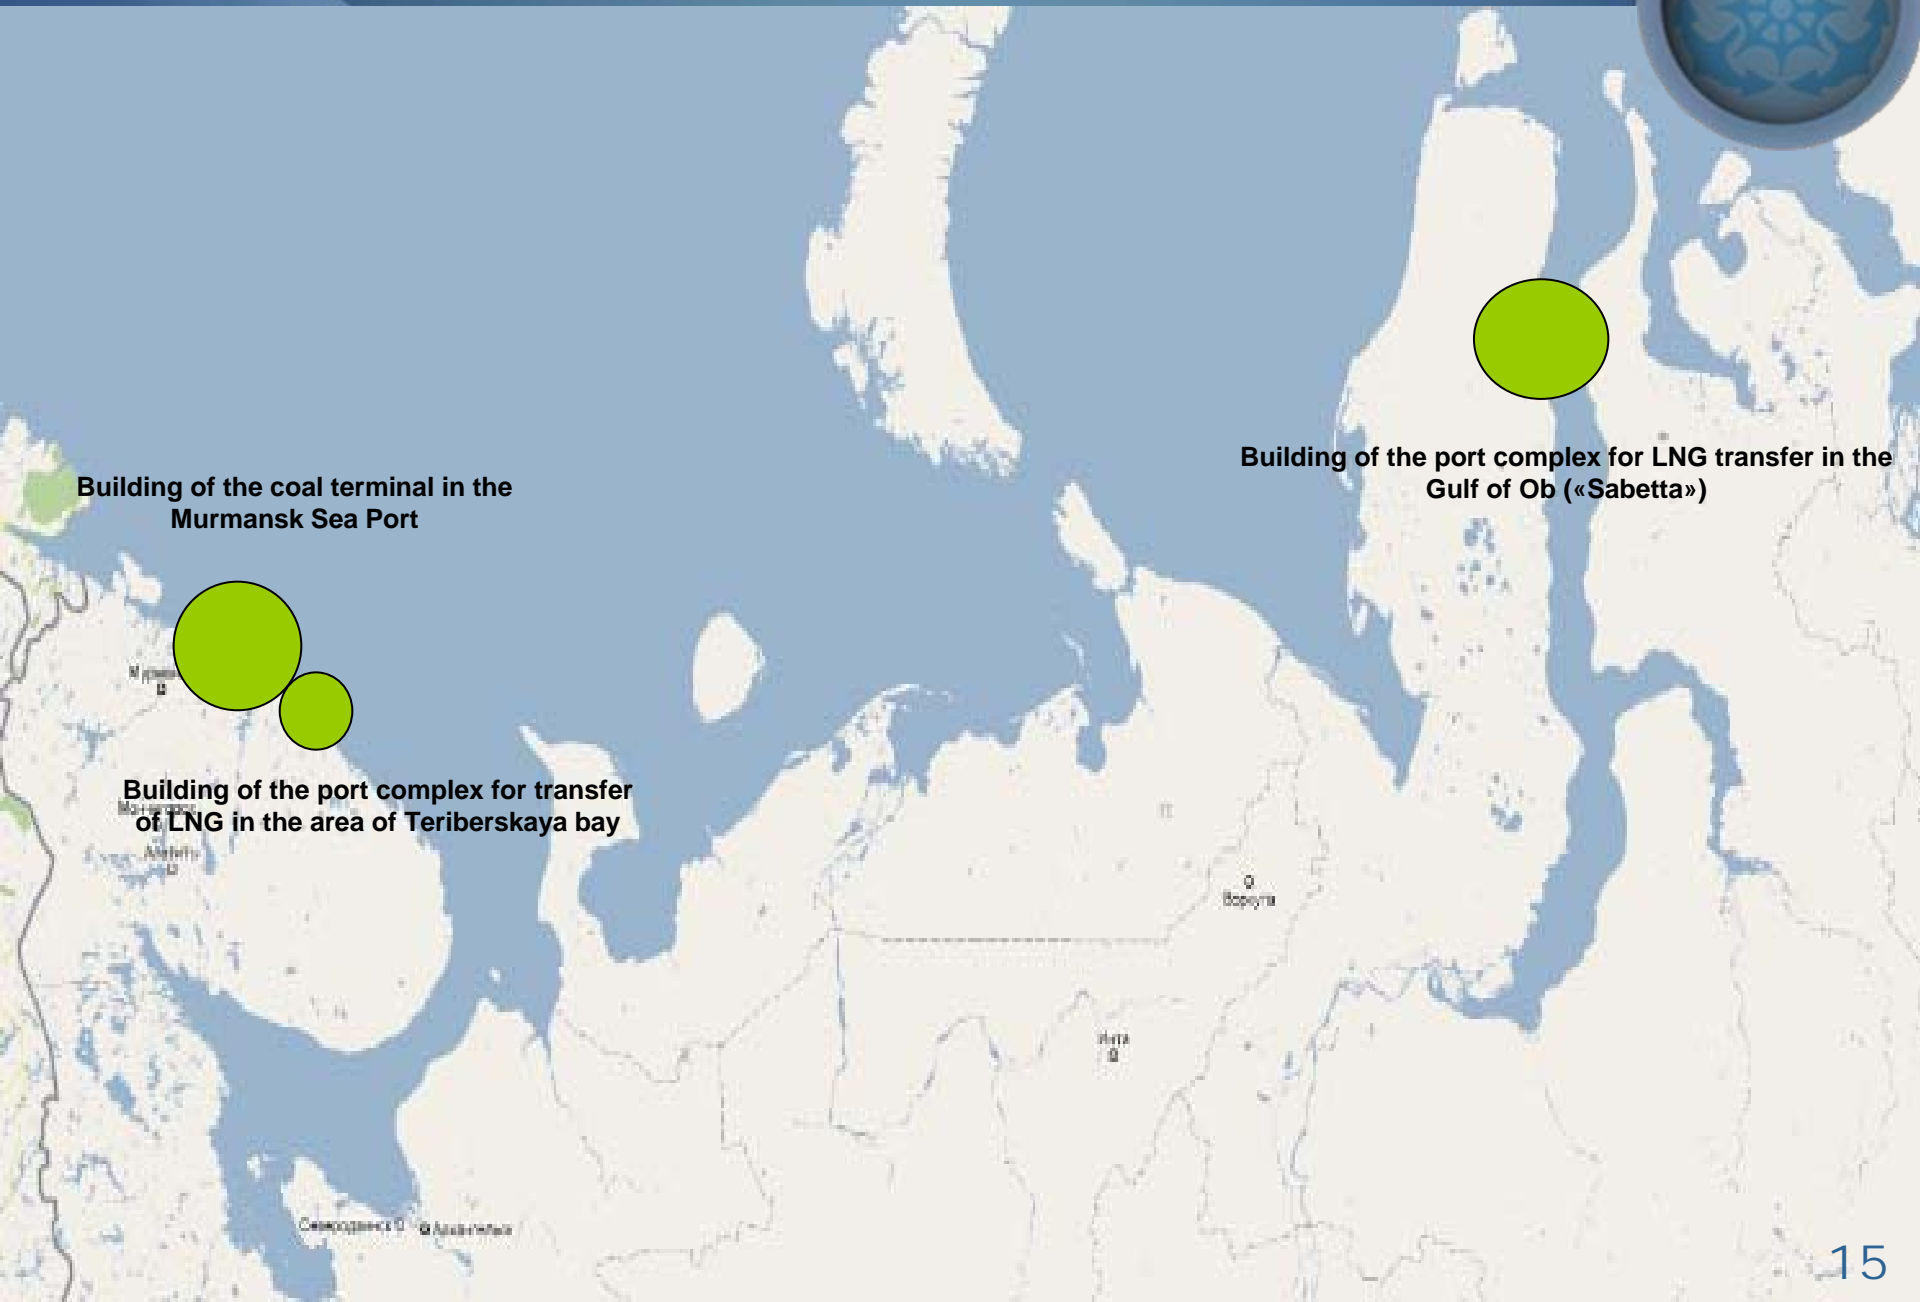 Building of the port complex for LNG transfer in the
Gulf of Ob («Sabetta»)
Building of the coal terminal in the
Murmansk Sea Port
Building of the port complex for transfer
of LNG in the area of Teriberskaya bay
Воркута
Инта
Северодвинск
Архангельск
15